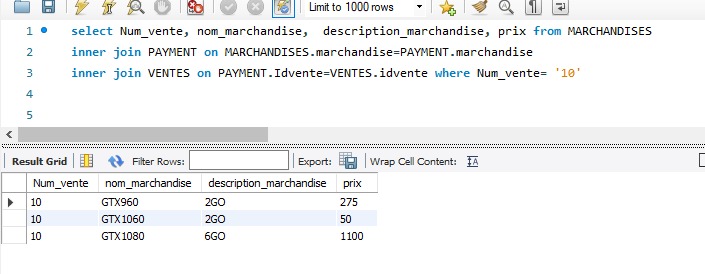 Limit to 1000 rows
1 select Num_vente, nom_marchandise, description_marchandise, prix from MARCHANDISES
2 inner join PAYMENT on MARCHANDISES.marchandise=PAYMENT.marchandise
3 inner join VENTES on PAYMENT.Idvente=VENTES.idvente where Num_vente= '10'
4
5
Result Grid Filter Rows: Export: Wrap Cell Content:
Num_vente nom_marchandise description_marchandise prix
10 GTX960 2GO 275
10 GTX1060 2GO 50
10 GTX1080 6GO 1100